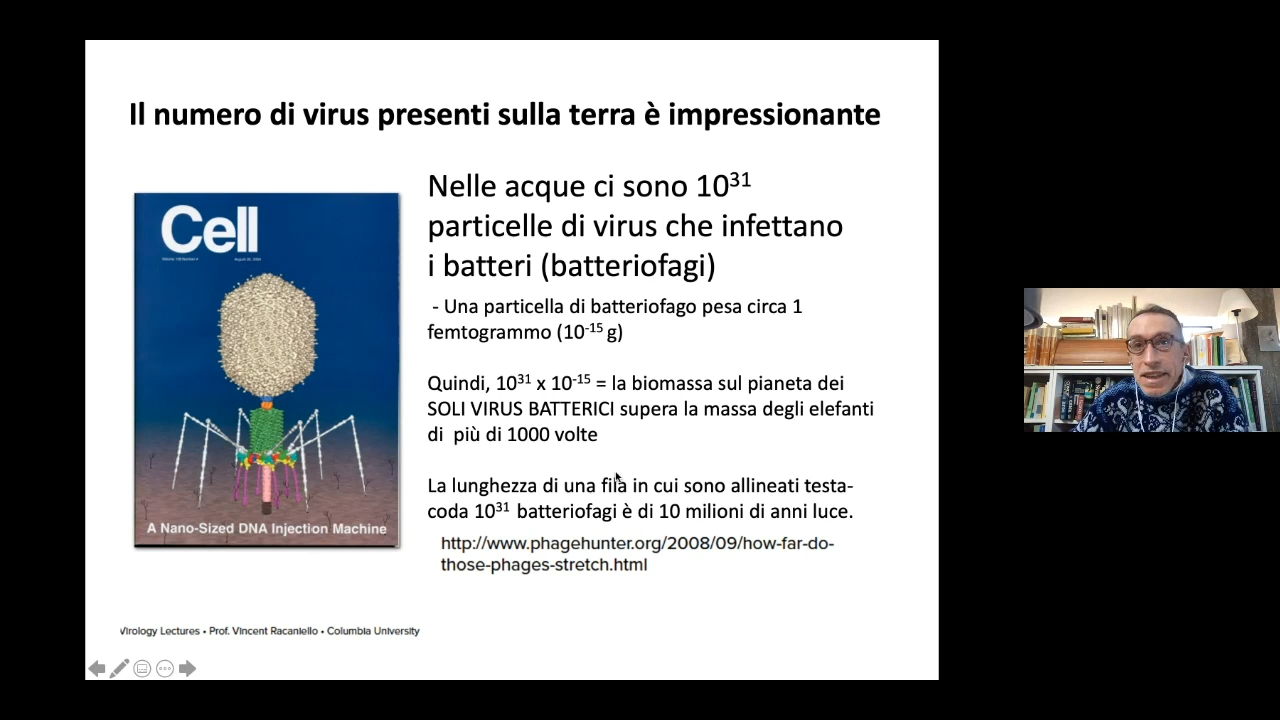 Il numero di virus presenti sulla terra è impressionante
Cell
Nelle acque ci sono 10³¹
particelle di virus che infettano
i batteri (batteriofagi)
- Una particella di batteriofago pesa circa 1
femtogrammo (10⁻¹⁵ g)
Quindi, 10³¹ x 10⁻¹⁵ = la biomassa sul pianeta dei
SOLI VIRUS BATTERICI supera la massa degli elefanti
di più di 1000 volte
La lunghezza di una fila in cui sono allineati testa-
coda 10³¹ batteriofagi è di 10 milioni di anni luce.
A Nano-Sized DNA Injection Machine
http://www.phagehunter.org/2008/09/how-far-do-
those-phages-stretch.html
Virology Lectures • Prof. Vincent Racaniello • Columbia University